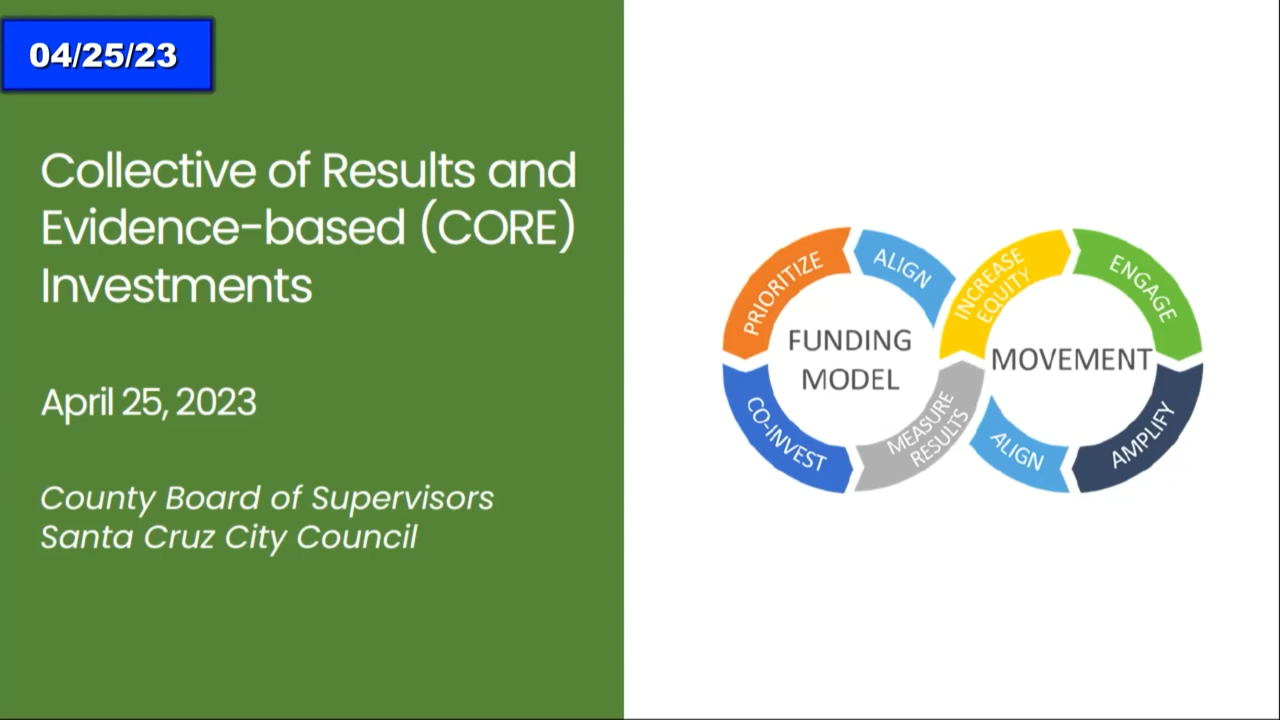 04/25/23
Collective of Results and
Evidence-based (CORE)
Investments
April 25, 2023
County Board of Supervisors
Santa Cruz City Council
PRIORITIZE
ALIGN
INCREASE
EQUITY
ENGAGE
FUNDING
MODEL
MOVEMENT
CO-INVEST
MEASURE
RESULTS
ALIGN
AMPLIFY